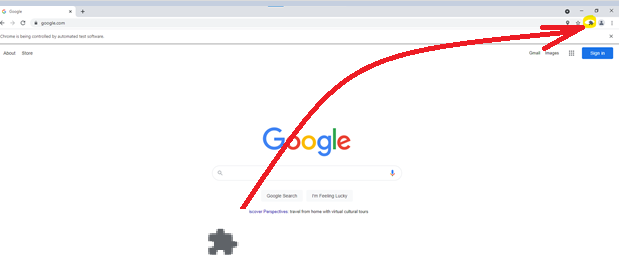 Google
google.com
Chrome is being controlled by automated test software.
About Store
Gmail Images
Sign in
Google
Google Search I'm Feeling Lucky
scover Perspectives: travel from home with virtual cultural tours